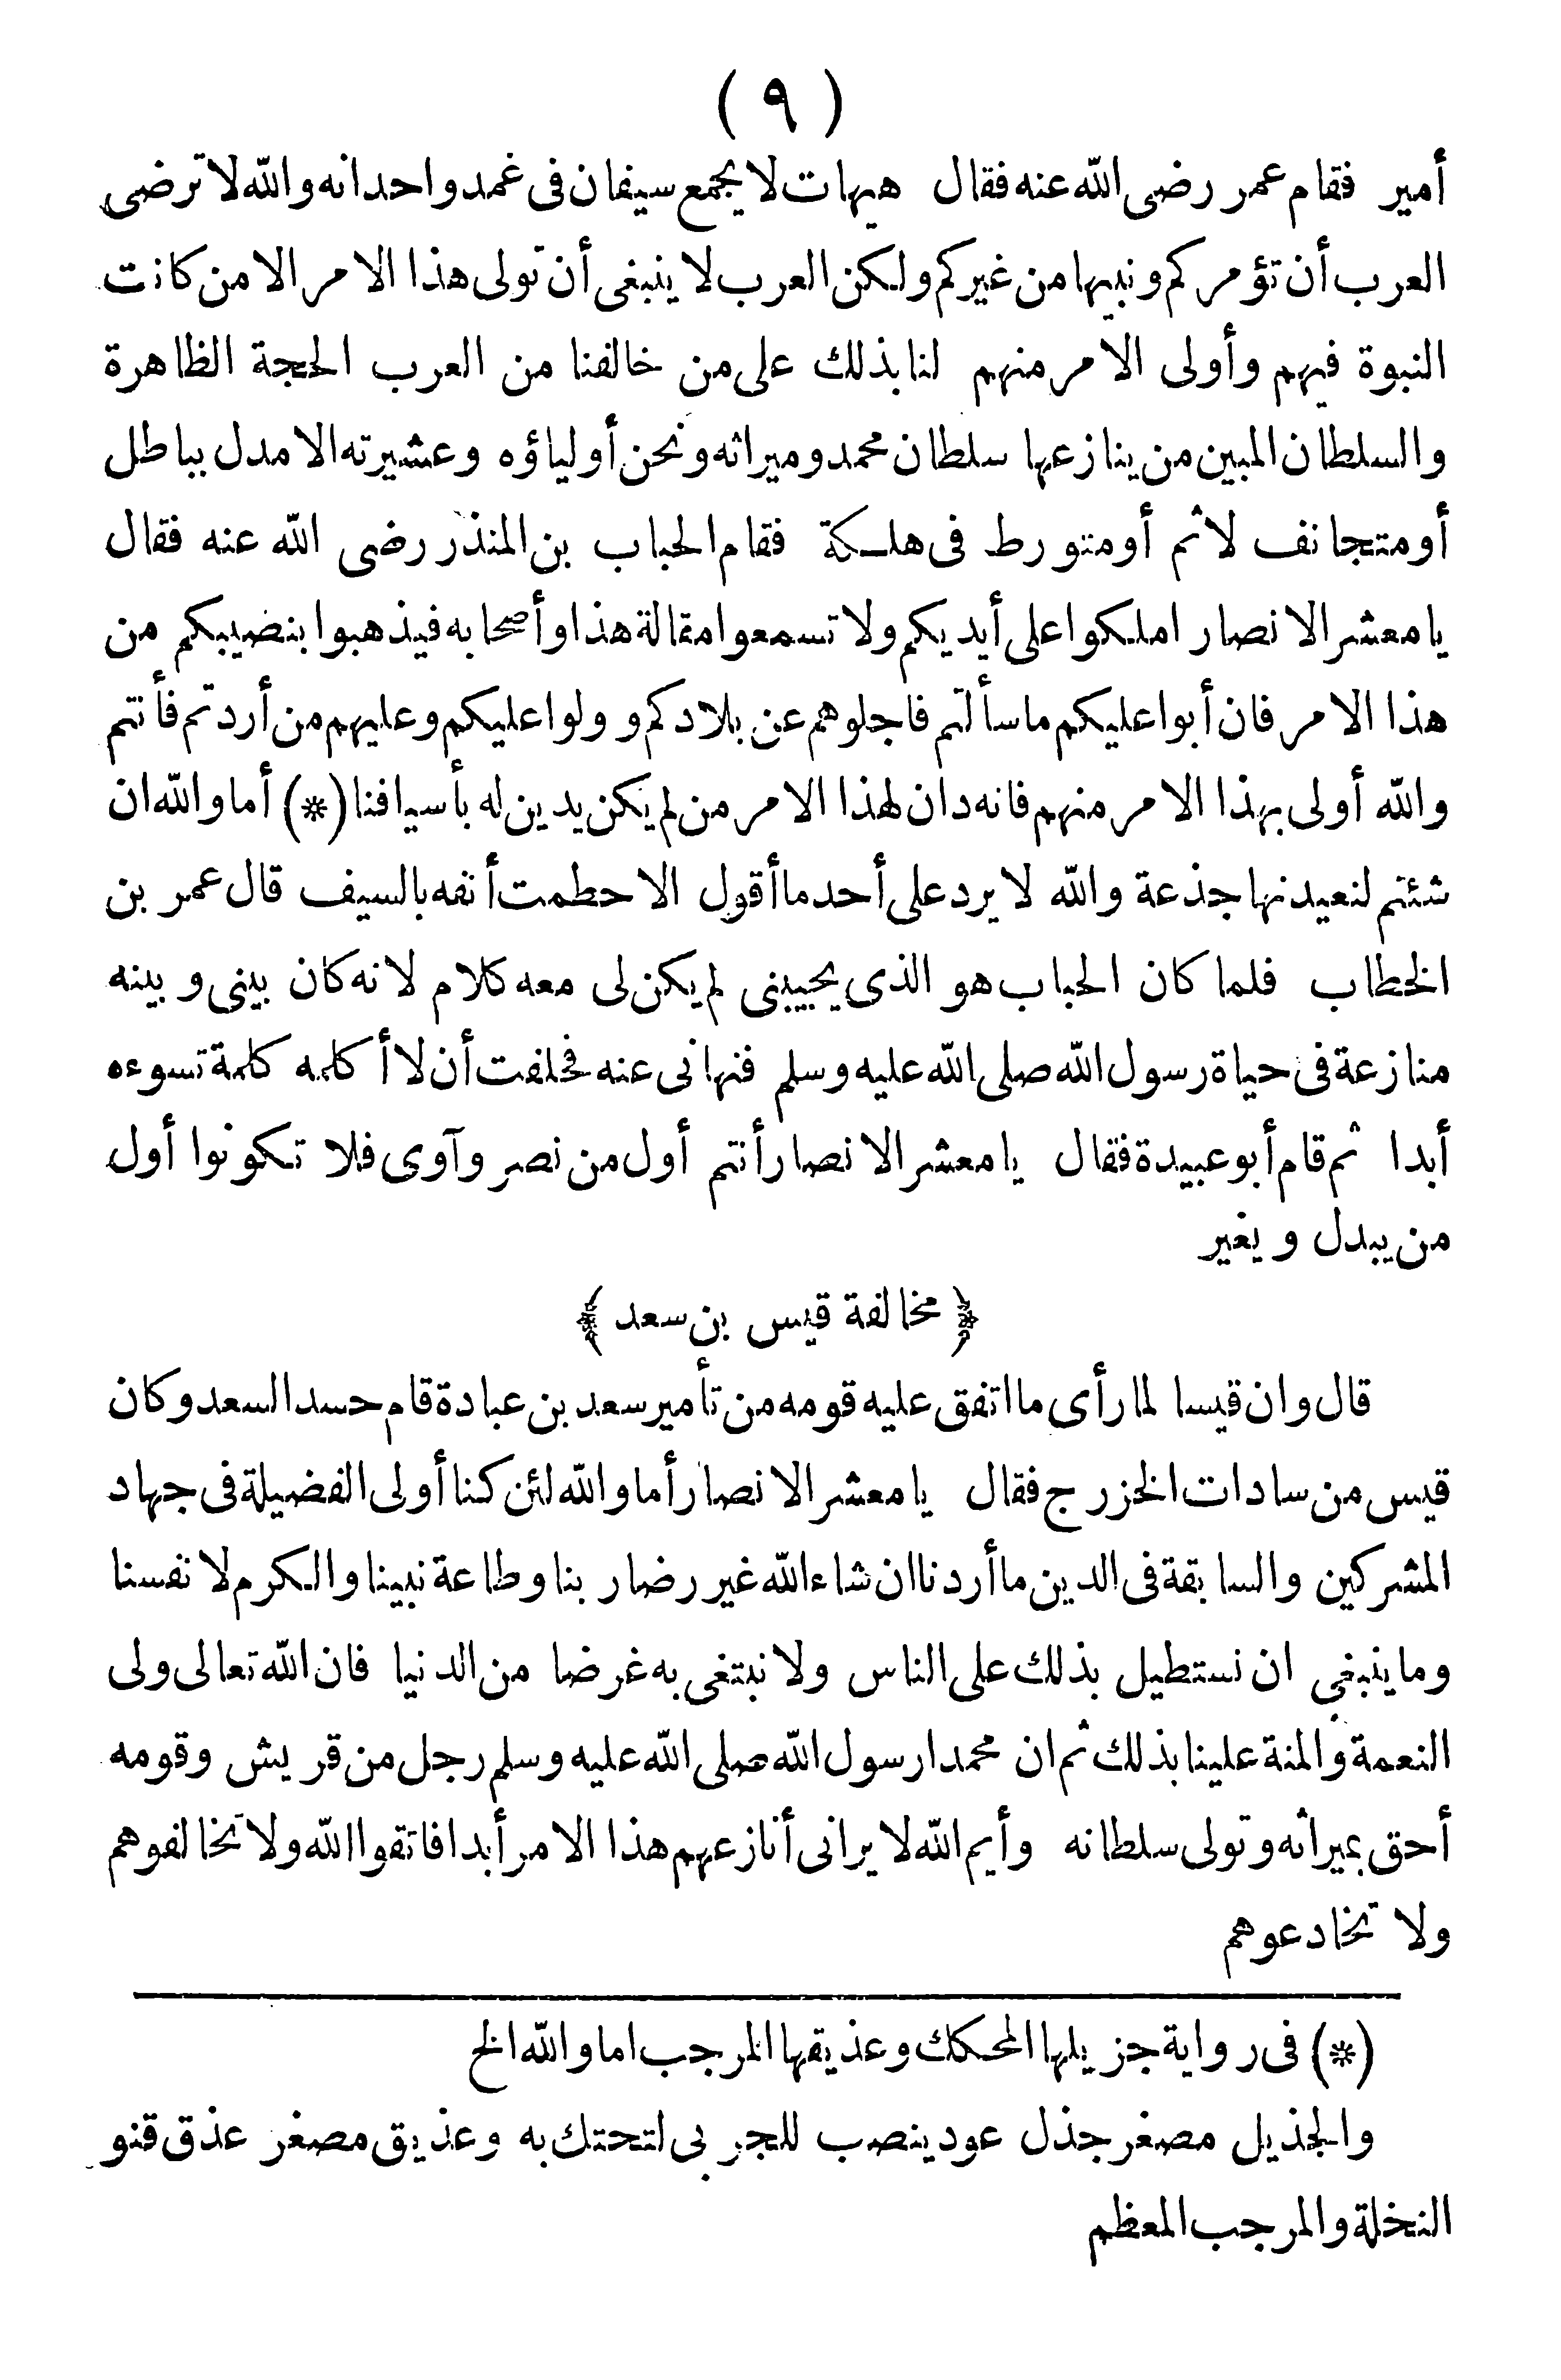 ( ٩ )
أمير فقام عمر رضى الله عنه فقال هيهات لا يجمع سيفان فى غمد واحد انه والله لا ترضى
العرب أن تؤمركم ونبيها من غيركم ولكن العرب لا ينبغى أن تولى هذا الامر الا من كانت
النبوة فيهم وأولى الامر منهم لنا بذلك على من خالفنا من العرب الحجة الظاهرة
والسلطان المبين من ينازعها سلطان محمد وميراثه ونحن أولياؤه وعشيرته الا مدل بباطل
أو متجانف لاثم أو متورط فى هلكة فقام الحباب بن المنذر رضى الله عنه فقال
يا معشر الانصار املكوا على أيديكم ولا تسمعوا مقالة هذا وأصحابه فيذهبوا بنصيبكم من
هذا الامر فان أبوا عليكم ما سألتم فاجلوهم عن بلادكم و ولوا عليكم وعليهم من أردتم فأنتم
والله أولى بهذا الامر منهم فانه دان لهذا الامر من لم يكن يدين له بأسيافنا (*) أما والله ان
شئتم لنعيدنها جذعة والله لا يرد على أحد ما أقول الا حطمت أنفه بالسيف قال عمر بن
الخطاب فلما كان الحباب هو الذى يجيبنى لم يكن لى معه كلام لانه كان بينى وبينه
منازعة فى حياة رسول الله صلى الله عليه وسلم فنهانى عنه فحلفت أن لا أكلمه كلمة تسوءه
أبدا ثم قام أبو عبيدة فقال يا معشر الانصار أنتم أول من نصر وآوى فلا تكونوا أول
من يبدل ويغير
﴿ مخالفة قيس بن سعد ﴾
قال وان قيسا لما رأى ما اتفق عليه قومه من تأمير سعد بن عبادة قام حسدا لسعد وكان
قيس من سادات الخزرج فقال يا معشر الانصار أما والله لئن كنا أولى الفضيلة فى جهاد
المشركين والسابقة فى الدين ما أردنا ان شاء الله غير رضا ربنا وطاعة نبينا والكرم لانفسنا
وما ينبغى ان نستطيل بذلك على الناس ولا نبتغى به غرضا من الدنيا فان الله تعالى ولى
النعمة والمنة علينا بذلك ثم ان محمدا رسول الله صلى الله عليه وسلم رجل من قريش وقومه
أحق بميراثه وتولى سلطانه وأيم الله لا يرانى أنازعهم هذا الامر أبدا فاتقوا الله ولا تخالفوهم
ولا تخادعوهم
(*) فى رواية جزيلها المحكك وعذيقها المرجب اما والله الخ
والجذيل مصغر جذل عود ينصب للجربى لتحتك به وعذيق مصغر عذق قنو
النخلة والمرجب المعظم